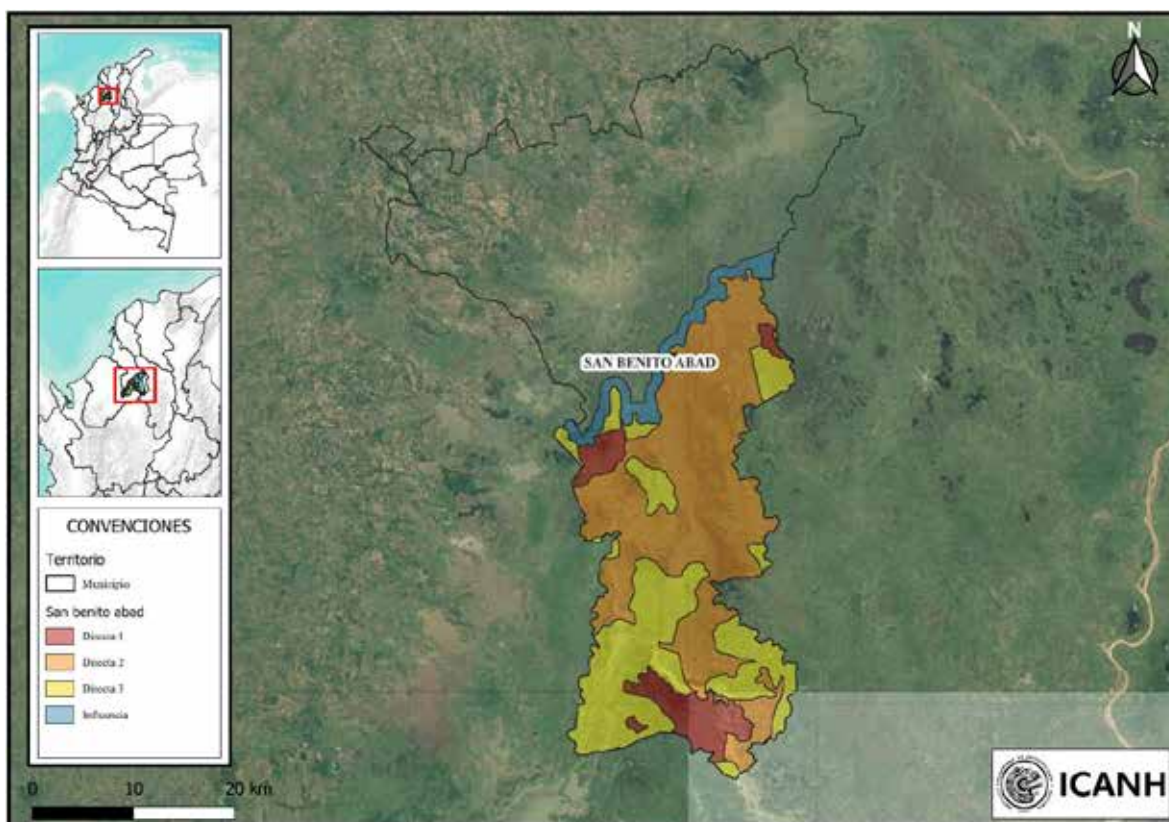 N
SAN BENITO ABAD
CONVENCIONES
Territorio
Municipio
San benito abad
Directa 1
Directa 2
Directa 3
Influencia
0 10 20 km
ICANH